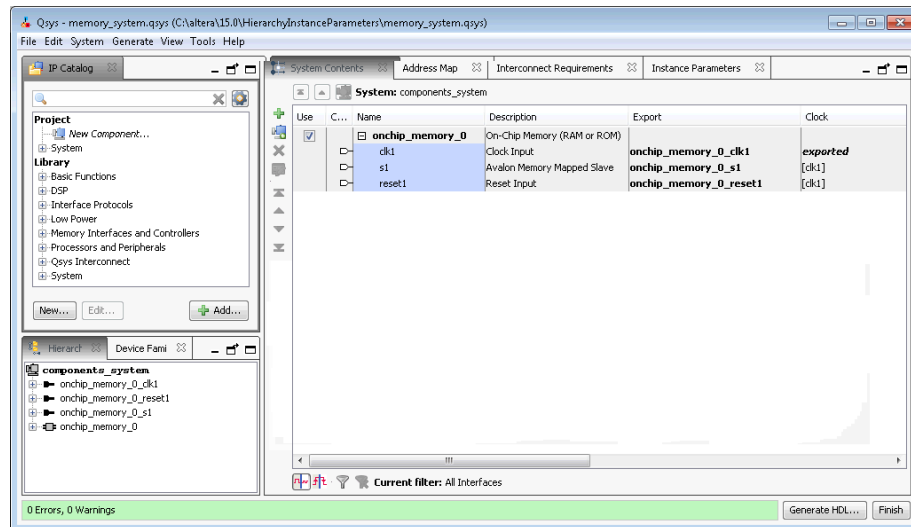 Qsys - memory_system.qsys (C:\altera\15.0\HierarchyInstanceParameters\memory_system.qsys)
File Edit System Generate View Tools Help
IP Catalog
Project
New Component...
System
Library
Basic Functions
DSP
Interface Protocols
Low Power
Memory Interfaces and Controllers
Processors and Peripherals
Qsys Interconnect
System
New... Edit... Add...
Hierarch Device Fami
components_system
onchip_memory_0_clk1
onchip_memory_0_reset1
onchip_memory_0_s1
onchip_memory_0
System Contents Address Map Interconnect Requirements Instance Parameters
System: components_system
Use C... Name Description Export Clock
onchip_memory_0 On-Chip Memory (RAM or ROM)
clk1 Clock Input onchip_memory_0_clk1 exported
s1 Avalon Memory Mapped Slave onchip_memory_0_s1 [clk1]
reset1 Reset Input onchip_memory_0_reset1 [clk1]
Current filter: All Interfaces
0 Errors, 0 Warnings Generate HDL... Finish